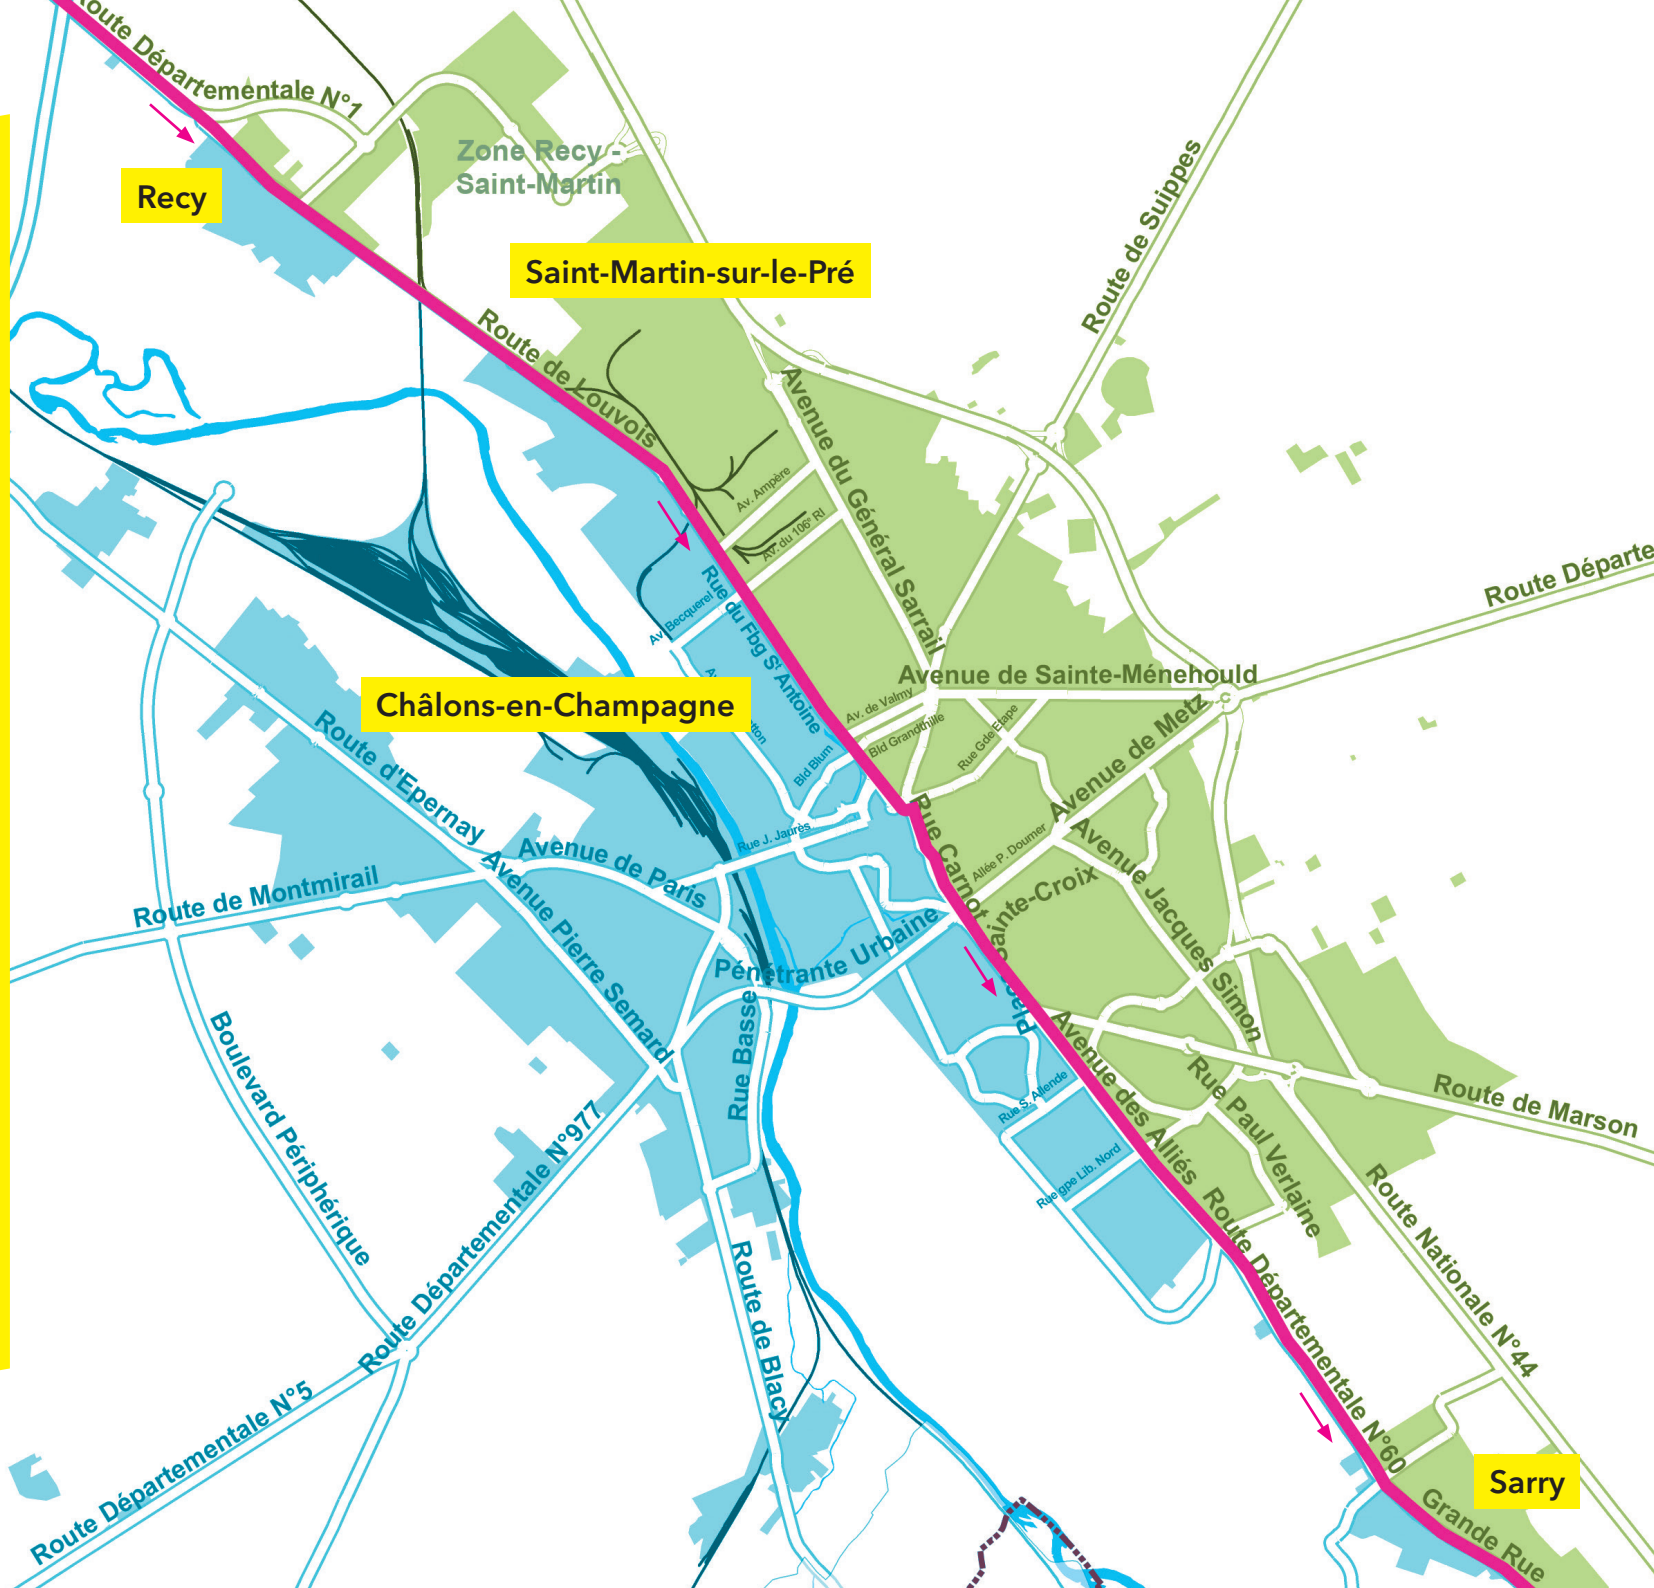 Route Départementale N°1
Zone Recy -
Saint-Martin
Recy
Saint-Martin-sur-le-Pré
Route de Suippes
Route de Louvois
Avenue du Général Sarrail
Av. Ampère
Av. du 106° RI
Route Départe
Rue du Fbg St Antoine
Av. Becquerel
Avenue de Sainte-Ménehould
Châlons-en-Champagne
Av. de Valmy
Bld Grandthille
Rue Gde Etape
Bld Blum
Avenue de Metz
Route d'Epernay
Rue J. Jaurès
Rue Carnot
Allée P. Doumer
Avenue Jacques Simon
Avenue de Paris
Route de Montmirail
Avenue Pierre Semard
Sainte-Croix
Pénétrante Urbaine
Rue Basse
Boulevard Périphérique
Avenue des Alliés
Rue S. Allende
Rue Paul Verlaine
Route de Marson
Route Départementale N°977
Rue gpe Lib. Nord
Route Nationale N°44
Route de Blacy
Route Départementale N°60
Route Départementale N°5
Sarry
Grande Rue